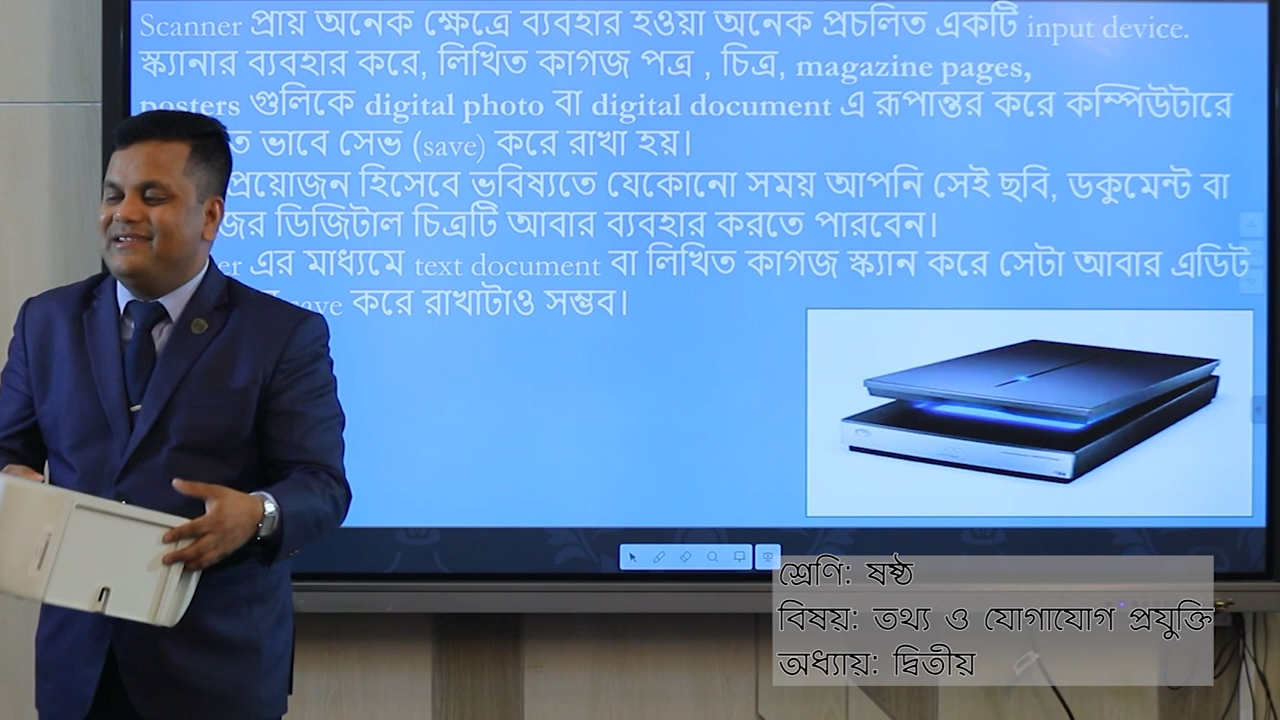 Scanner প্রায় অনেক ক্ষেত্রে ব্যবহার হওয়া অনেক প্রচলিত একটি input device.
স্ক্যানার ব্যবহার করে, লিখিত কাগজ পত্র , চিত্র, magazine pages,
posters গুলিকে digital photo বা digital document এ রূপান্তর করে কম্পিউটারে
ভাবে সেভ (save) করে রাখা হয়।
প্রয়োজন হিসেবে ভবিষ্যতে যেকোনো সময় আপনি সেই ছবি, ডকুমেন্ট বা
ডিজিটাল চিত্রটি আবার ব্যবহার করতে পারবেন।
এর মাধ্যমে text document বা লিখিত কাগজ স্ক্যান করে সেটা আবার এডিট
save করে রাখাটাও সম্ভব।
শ্রেণি: ষষ্ঠ
বিষয়: তথ্য ও যোগাযোগ প্রযুক্তি
অধ্যায়: দ্বিতীয়